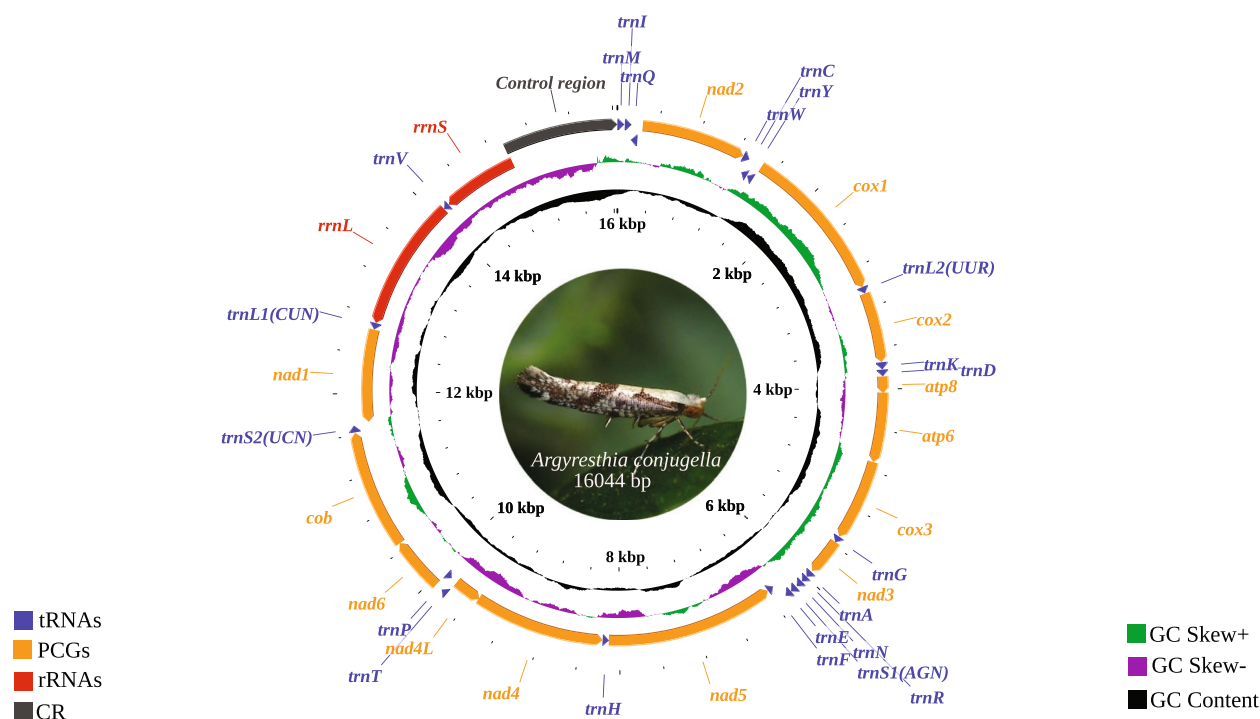 trnI
trnM
trnQ
Control region
nad2
trnC
trnY
trnW
rrnS
trnV
cox1
rrnL
trnL2(UUR)
trnL1(CUN)
cox2
trnK
trnD
nad1
atp8
trnS2(UCN)
atp6
cob
cox3
trnG
nad3
nad6
trnA
trnP
trnE
nad4L
trnN
trnF
trnT
trnS1(AGN)
nad4
nad5
trnR
trnH
16 kbp
2 kbp
14 kbp
4 kbp
12 kbp
6 kbp
10 kbp
8 kbp
Argyresthia conjugella
16044 bp
tRNAs
PCGs
rRNAs
CR
GC Skew+
GC Skew-
GC Content